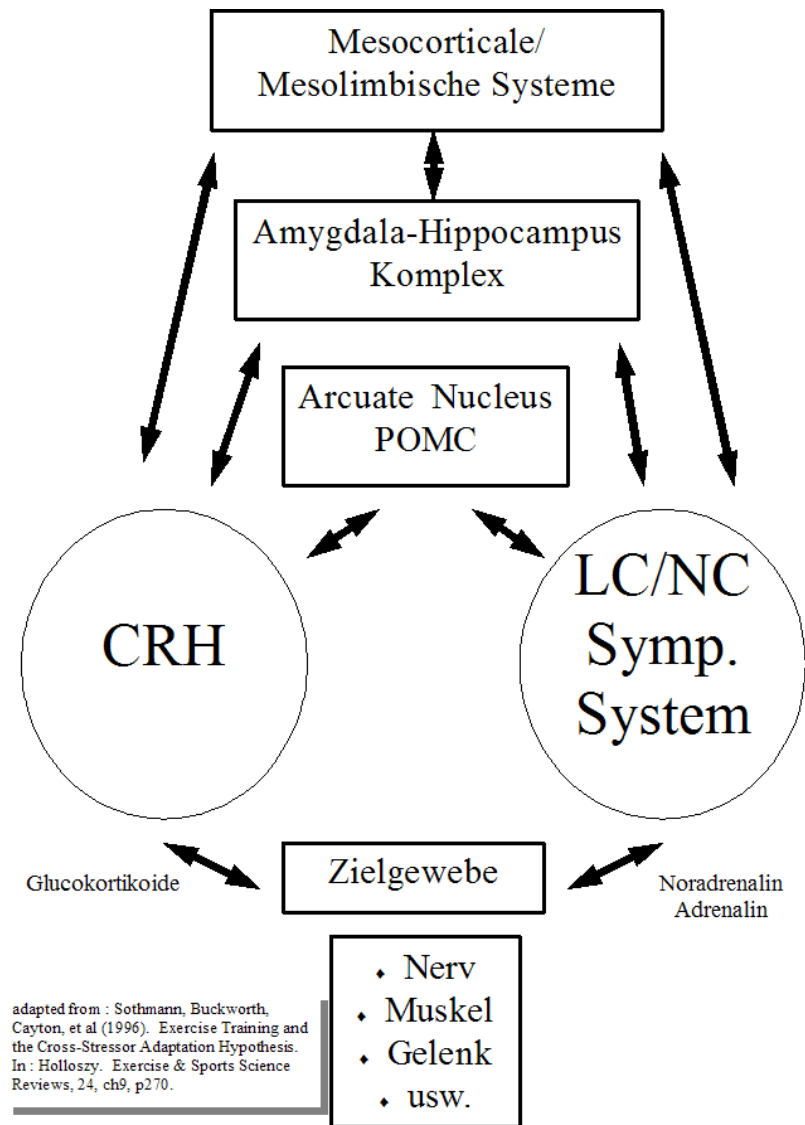 Mesocorticale/
Mesolimbische Systeme
Amygdala-Hippocampus
Komplex
Arcuate Nucleus
POMC
CRH
LC/NC
Symp.
System
Glucokortikoide
Zielgewebe
Noradrenalin
Adrenalin
⬩ Nerv
⬩ Muskel
⬩ Gelenk
⬩ usw.
adapted from : Sothmann, Buckworth,
Cayton, et al (1996). Exercise Training and
the Cross-Stressor Adaptation Hypothesis.
In : Holloszy. Exercise & Sports Science
Reviews, 24, ch9, p270.